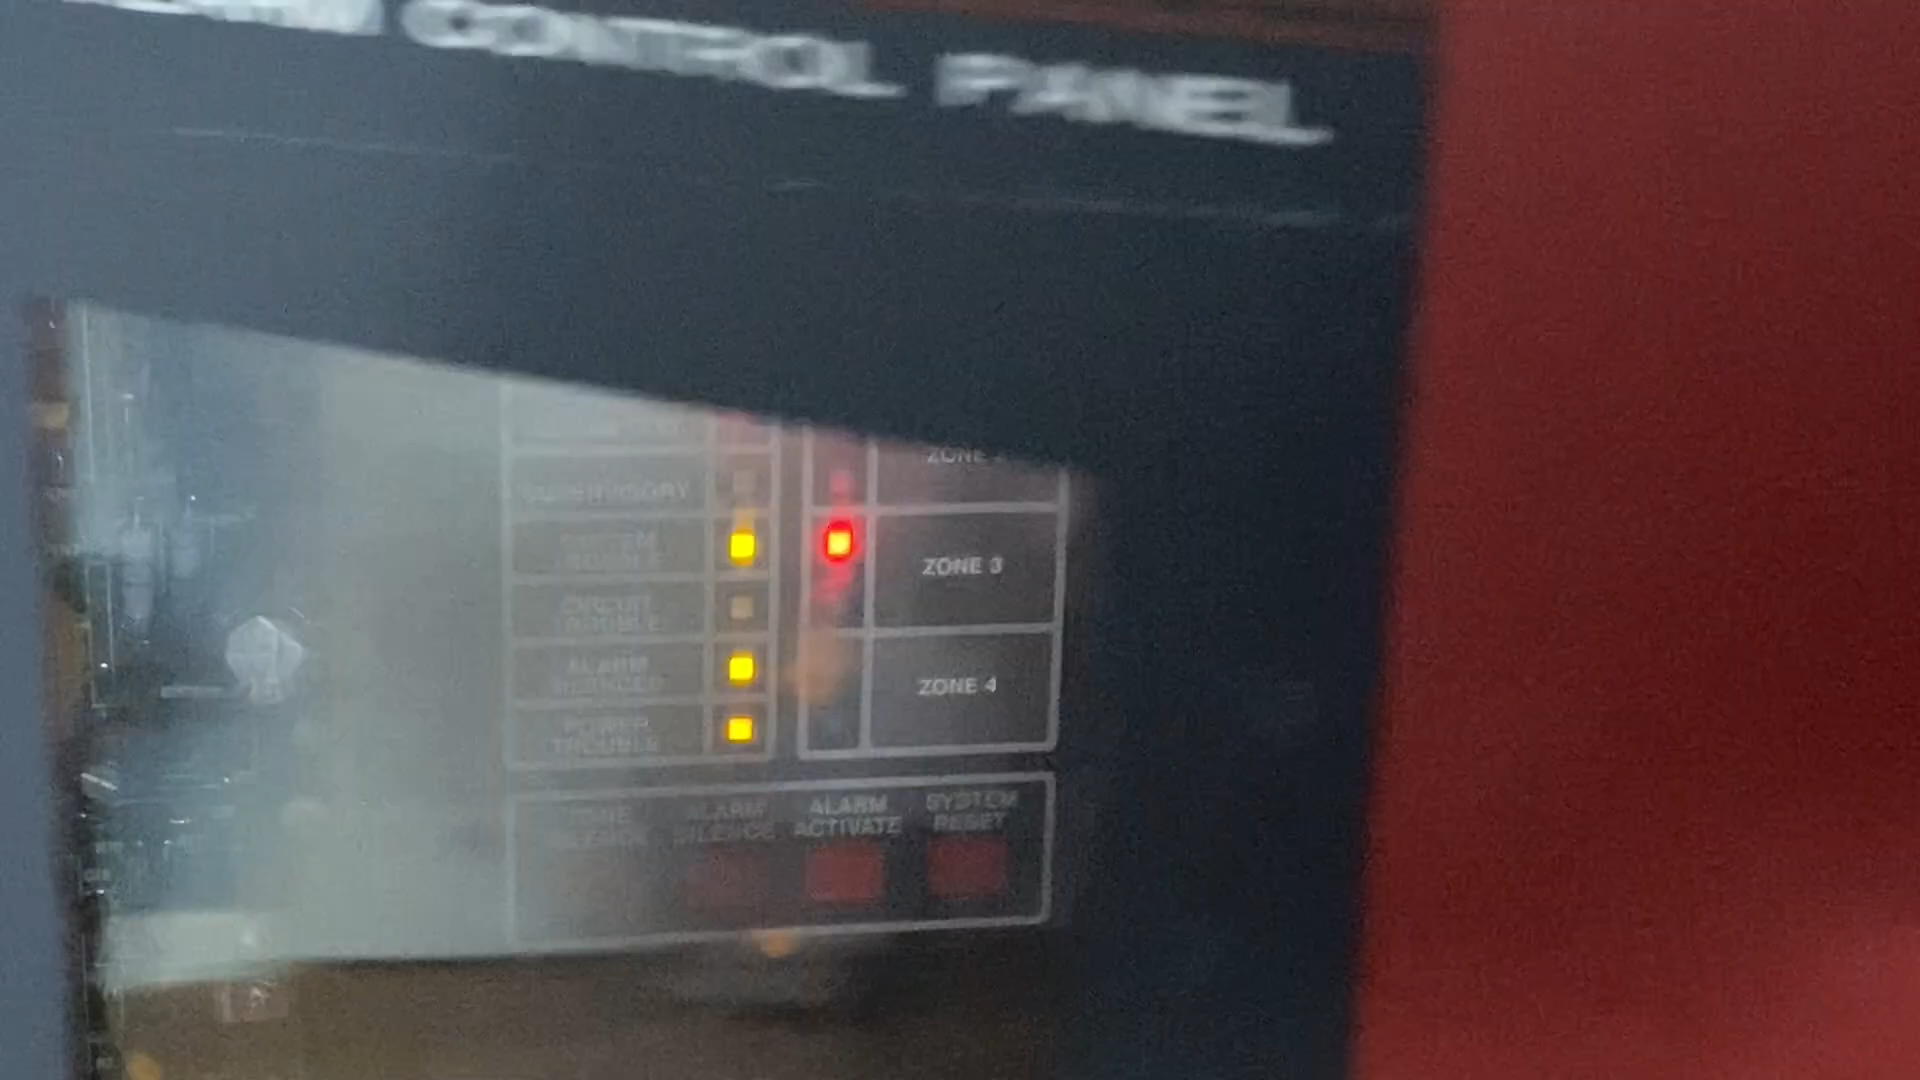 CONTROL PANEL
ZONE
SUPERVISORY
SYSTEM
TROUBLE
ZONE 3
CIRCUIT
TROUBLE
ALARM
SILENCED
ZONE 4
POWER
TROUBLE
ALARM
SILENCE
ALARM
ACTIVATE
SYSTEM
RESET